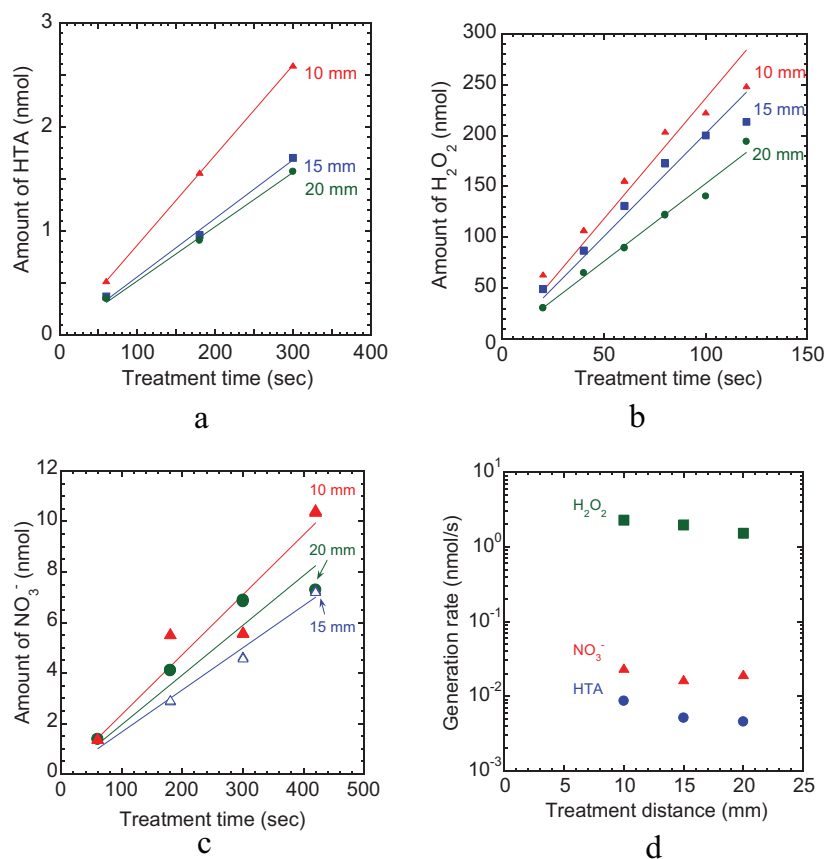 3
2
1
0
Amount of HTA (nmol)
10 mm
15 mm
20 mm
0 100 200 300 400
Treatment time (sec)
a
300
250
200
150
100
50
0
Amount of H₂O₂ (nmol)
10 mm
15 mm
20 mm
0 50 100 150
Treatment time (sec)
b
12
10
8
6
4
2
0
Amount of NO₃⁻ (nmol)
10 mm
20 mm
15 mm
0 100 200 300 400 500
Treatment time (sec)
c
10¹
10⁰
10⁻¹
10⁻²
10⁻³
Generation rate (nmol/s)
H₂O₂
NO₃⁻
HTA
0 5 10 15 20 25
Treatment distance (mm)
d